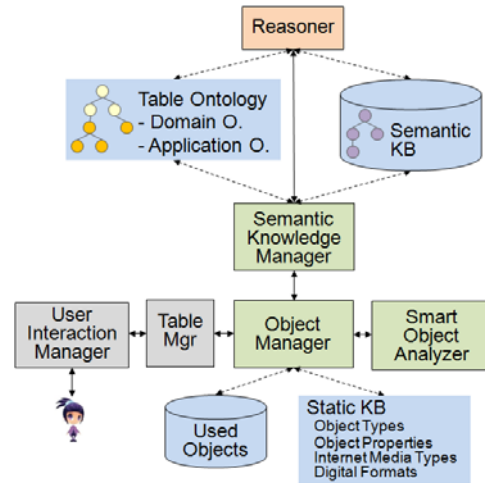 Reasoner
Table Ontology
- Domain O.
- Application O.
Semantic
KB
Semantic
Knowledge
Manager
User
Interaction
Manager
Table
Mgr
Object
Manager
Smart
Object
Analyzer
Used
Objects
Static KB
Object Types
Object Properties
Internet Media Types
Digital Formats